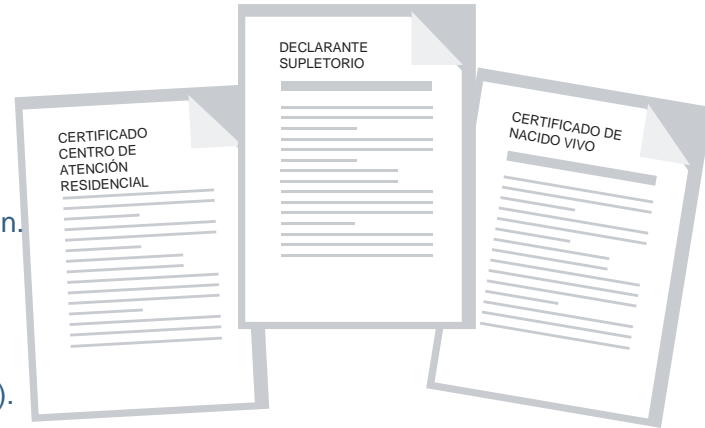 DECLARANTE
SUPLETORIO
CERTIFICADO
CENTRO DE
ATENCIÓN
RESIDENCIAL
CERTIFICADO DE
NACIDO VIVO
n.
).